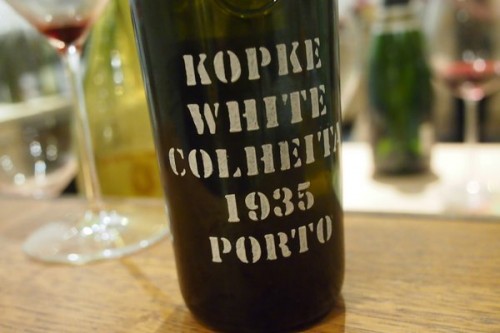 KOPKE
WHITE
COLHEITA
1935
PORTO